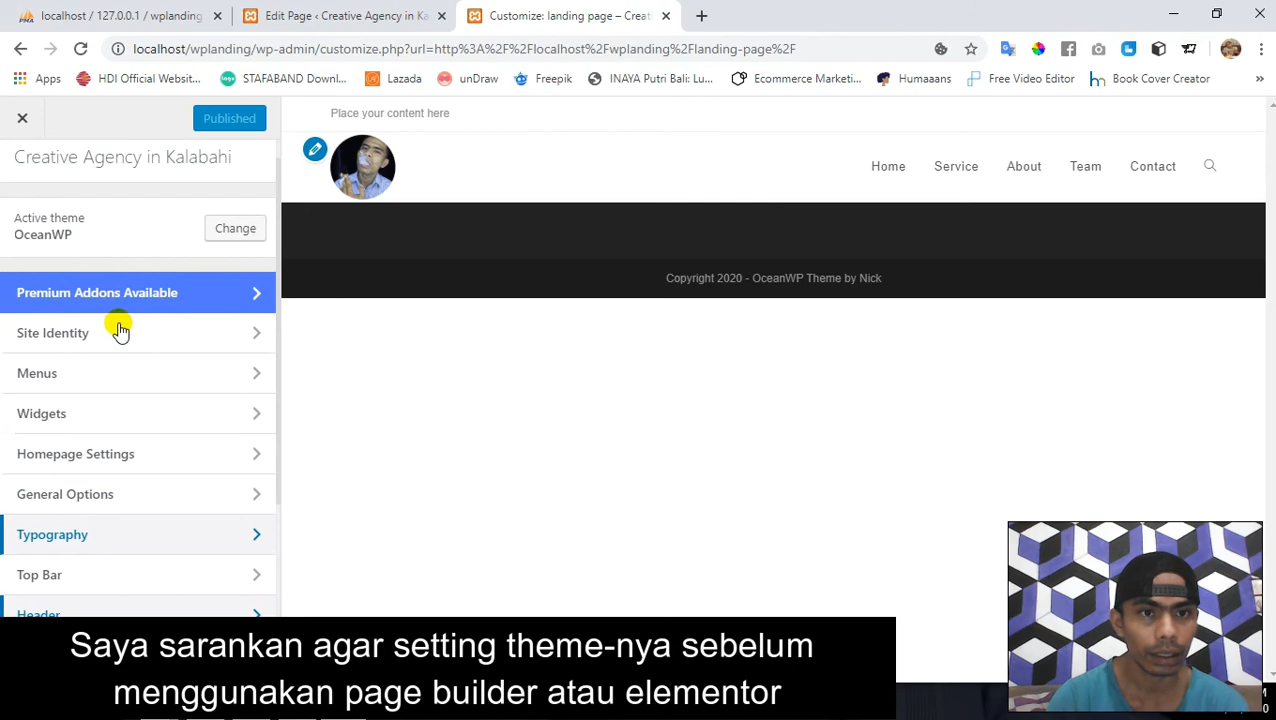 localhost / 127.0.0.1 / wplanding
Edit Page ‹ Creative Agency in Ka
Customize: landing page – Creati
localhost/wplanding/wp-admin/customize.php?url=http%3A%2F%2Flocalhost%2Fwplanding%2Flanding-page%2F
Apps
HDI Official Websit...
STAFABAND Downl...
Lazada
unDraw
Freepik
INAYA Putri Bali: Lu...
Ecommerce Marketi...
Humaaans
Free Video Editor
Book Cover Creator
»
Published
Creative Agency in Kalabahi
Active theme
OceanWP
Change
Premium Addons Available
Site Identity
Menus
Widgets
Homepage Settings
General Options
Typography
Top Bar
Header
Place your content here
Home Service About Team Contact
Copyright 2020 - OceanWP Theme by Nick
Saya sarankan agar setting theme-nya sebelum
menggunakan page builder atau elementor